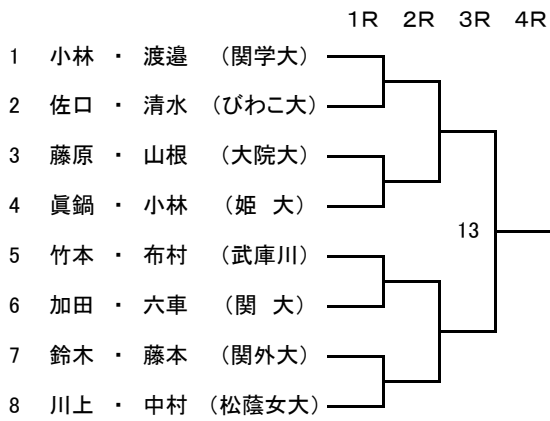 1R 2R 3R 4R
1 小林 ・ 渡邉 （関学大）
2 佐口 ・ 清水 （びわこ大）
3 藤原 ・ 山根 （大院大）
4 眞鍋 ・ 小林 （姫 大）
13
5 竹本 ・ 布村 （武庫川）
6 加田 ・ 六車 （関 大）
7 鈴木 ・ 藤本 （関外大）
8 川上 ・ 中村 （松蔭女大）